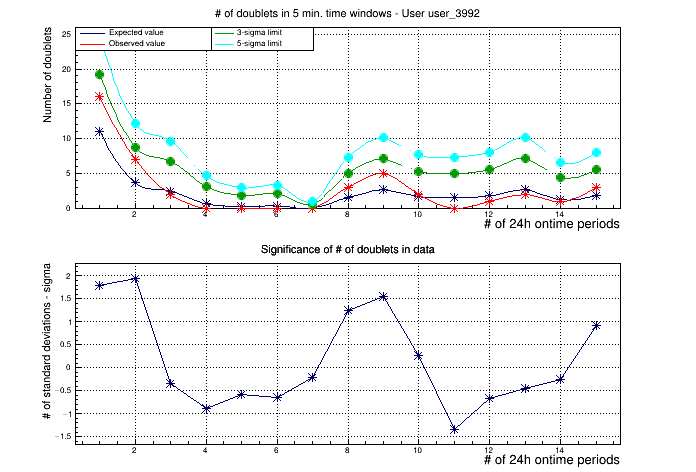 # of doublets in 5 min. time windows - User user_3992
Number of doublets
Expected value
Observed value
3-sigma limit
5-sigma limit
25
20
15
10
5
0
2 4 6 8 10 12 14
# of 24h ontime periods
Significance of # of doublets in data
# of standard deviations - sigma
2
1.5
1
0.5
0
−0.5
−1
−1.5
2 4 6 8 10 12 14
# of 24h ontime periods